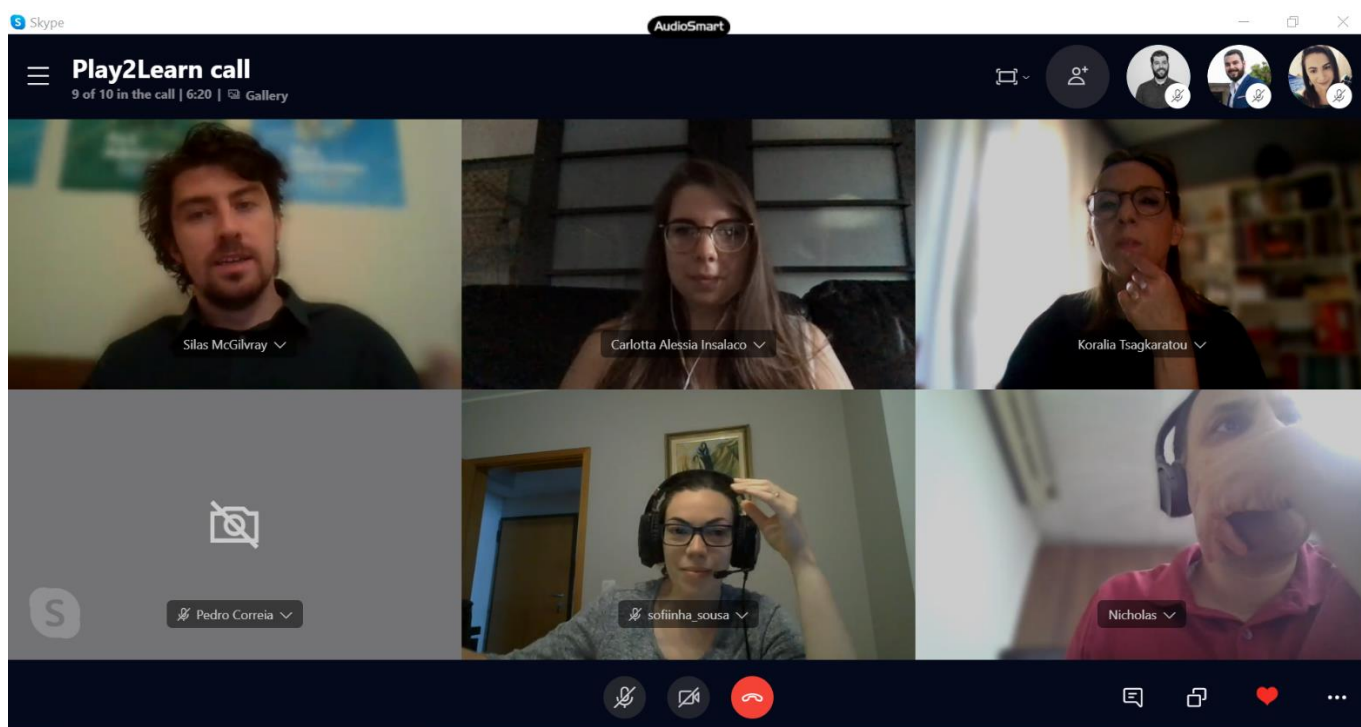 Skype
AudioSmart
Play2Learn call
9 of 10 in the call | 6:20 | Gallery
Silas McGilvray
Carlotta Alessia Insalaco
Koralia Tsagkaratou
Pedro Correia
sofiinha_sousa
Nicholas